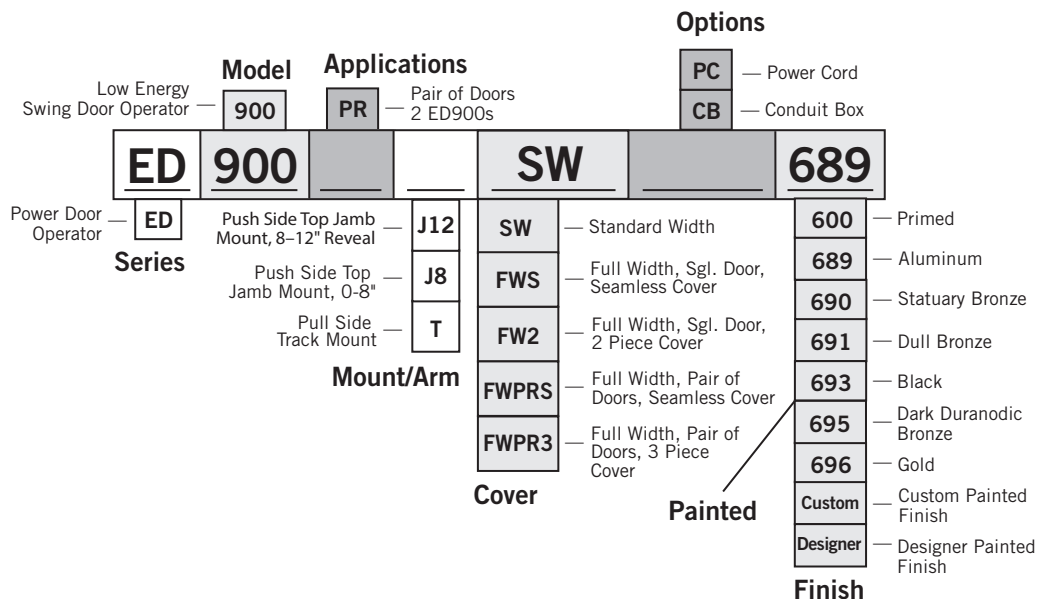 Options
PC
Power Cord
CB
Conduit Box
Model
Low Energy
Swing Door Operator
900
Applications
PR
Pair of Doors
2 ED900s
ED
900
SW
689
Power Door
Operator
ED
Series
Push Side Top Jamb
Mount, 8–12" Reveal
J12
Push Side Top
Jamb Mount, 0-8"
J8
Pull Side
Track Mount
T
Mount/Arm
SW
Standard Width
FWS
Full Width, Sgl. Door,
Seamless Cover
FW2
Full Width, Sgl. Door,
2 Piece Cover
FWPRS
Full Width, Pair of
Doors, Seamless Cover
FWPR3
Full Width, Pair of
Doors, 3 Piece
Cover
Cover
600
Primed
689
Aluminum
690
Statuary Bronze
691
Dull Bronze
693
Black
695
Dark Duranodic
Bronze
696
Gold
Custom
Custom Painted
Finish
Designer
Designer Painted
Finish
Painted
Finish